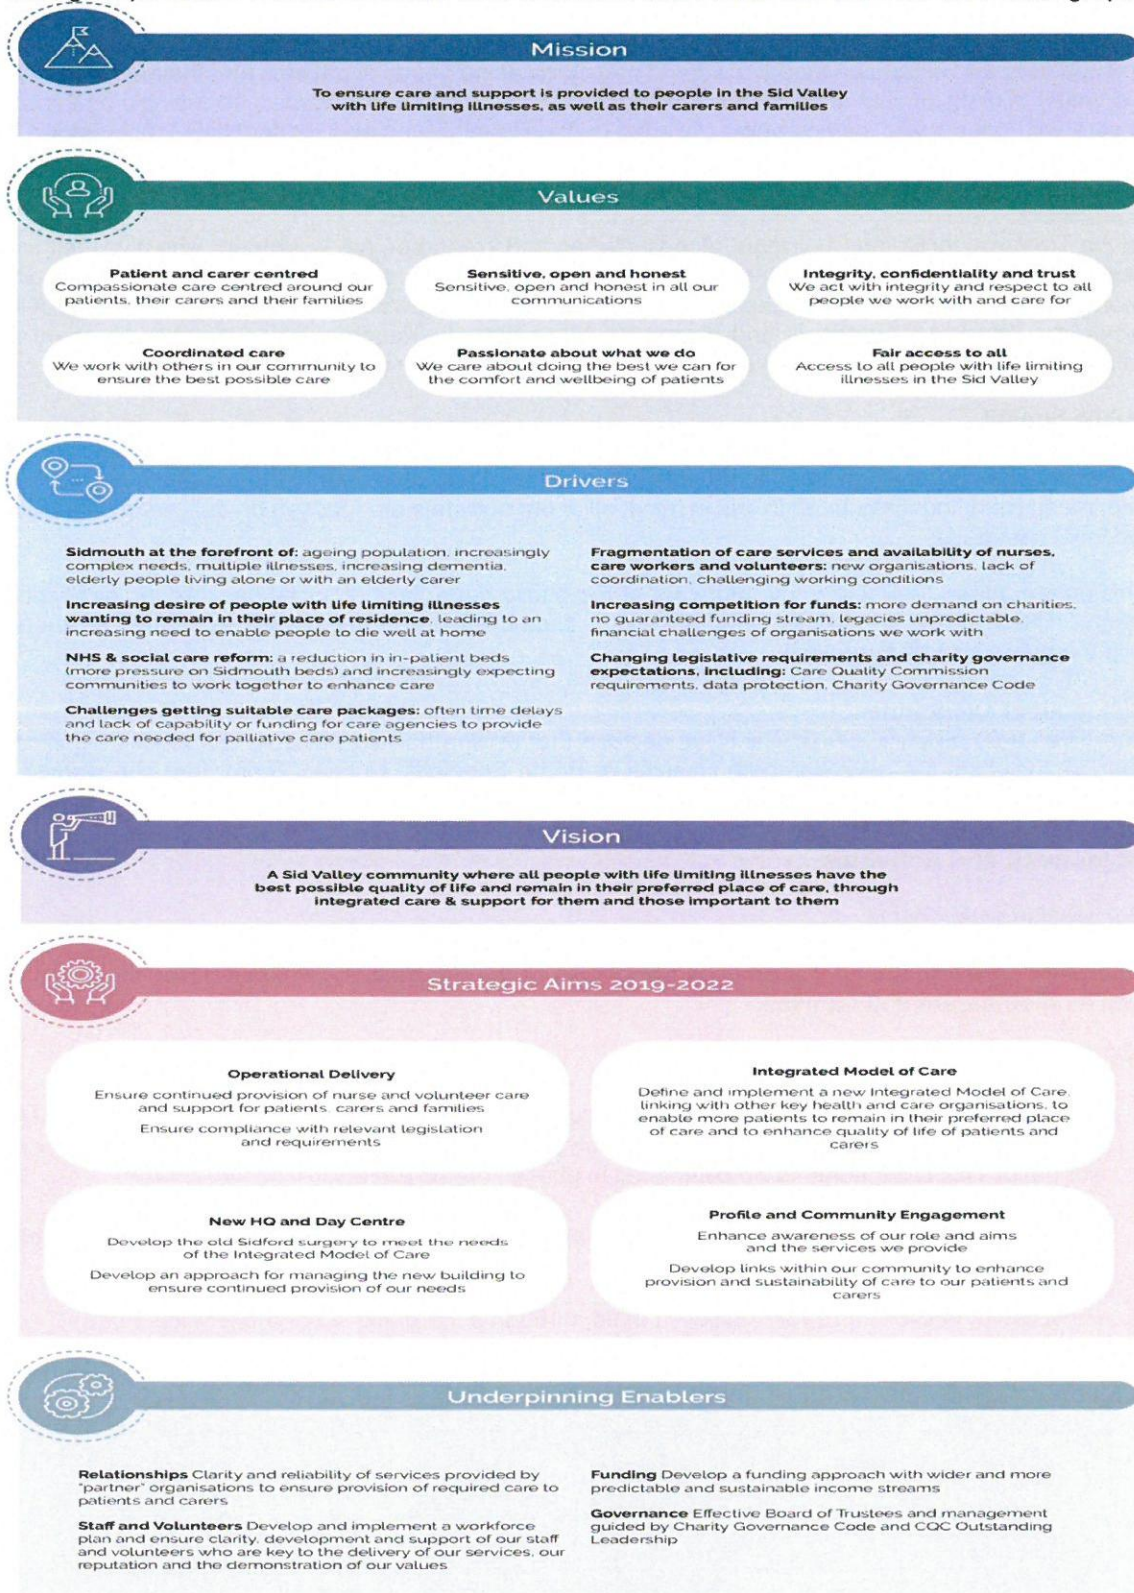 Mission
To ensure care and support is provided to people in the Sid Valley
with life limiting illnesses, as well as their carers and families
Values
Patient and carer centred
Compassionate care centred around our
patients, their carers and their families
Sensitive, open and honest
Sensitive, open and honest in all our
communications
Integrity, confidentiality and trust
We act with integrity and respect to all
people we work with and care for
Coordinated care
We work with others in our community to
ensure the best possible care
Passionate about what we do
We care about doing the best we can for
the comfort and wellbeing of patients
Fair access to all
Access to all people with life limiting
illnesses in the Sid Valley
Drivers
Sidmouth at the forefront of: ageing population, increasingly
complex needs, multiple illnesses, increasing dementia,
elderly people living alone or with an elderly carer
Increasing desire of people with life limiting illnesses
wanting to remain in their place of residence, leading to an
increasing need to enable people to die well at home
NHS & social care reform: a reduction in in-patient beds
(more pressure on Sidmouth beds) and increasingly expecting
communities to work together to enhance care
Challenges getting suitable care packages: often time delays
and lack of capability or funding for care agencies to provide
the care needed for palliative care patients
Fragmentation of care services and availability of nurses,
care workers and volunteers: new organisations, lack of
coordination, challenging working conditions
Increasing competition for funds: more demand on charities,
no guaranteed funding stream, legacies unpredictable,
financial challenges of organisations we work with
Changing legislative requirements and charity governance
expectations, including: Care Quality Commission
requirements, data protection, Charity Governance Code
Vision
A Sid Valley community where all people with life limiting illnesses have the
best possible quality of life and remain in their preferred place of care, through
integrated care & support for them and those important to them
Strategic Aims 2019-2022
Operational Delivery
Ensure continued provision of nurse and volunteer care
and support for patients, carers and families
Ensure compliance with relevant legislation
and requirements
Integrated Model of Care
Define and implement a new Integrated Model of Care,
linking with other key health and care organisations, to
enable more patients to remain in their preferred place
of care and to enhance quality of life of patients and
carers
New HQ and Day Centre
Develop the old Sidford surgery to meet the needs
of the Integrated Model of Care
Develop an approach for managing the new building to
ensure continued provision of our needs
Profile and Community Engagement
Enhance awareness of our role and aims
and the services we provide
Develop links within our community to enhance
provision and sustainability of care to our patients and
carers
Underpinning Enablers
Relationships Clarity and reliability of services provided by
"partner" organisations to ensure provision of required care to
patients and carers
Staff and Volunteers Develop and implement a workforce
plan and ensure clarity, development and support of our staff
and volunteers who are key to the delivery of our services, our
reputation and the demonstration of our values
Funding Develop a funding approach with wider and more
predictable and sustainable income streams
Governance Effective Board of Trustees and management
guided by Charity Governance Code and CQC Outstanding
Leadership